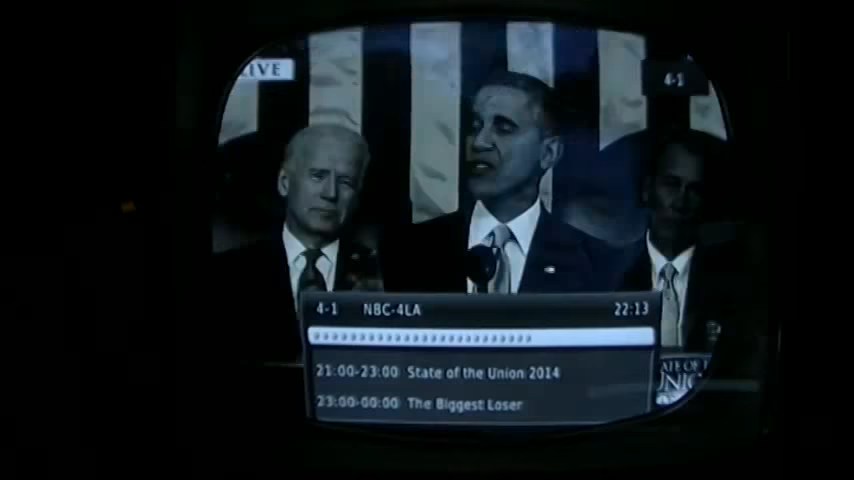 LIVE
4-1
4-1 NBC-4LA 22:13
21:00-23:00 State of the Union 2014
23:00-00:00 The Biggest Loser